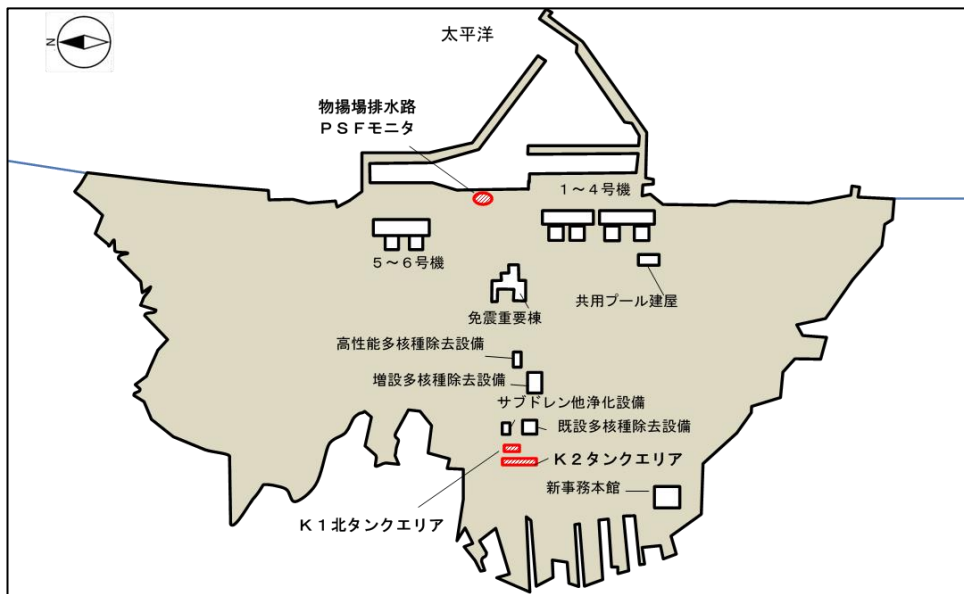 N
太平洋
物揚場排水路
ＰＳＦモニタ
１～４号機
５～６号機
共用プール建屋
免震重要棟
高性能多核種除去設備
増設多核種除去設備
サブドレン他浄化設備
既設多核種除去設備
Ｋ２タンクエリア
新事務本館
Ｋ１北タンクエリア